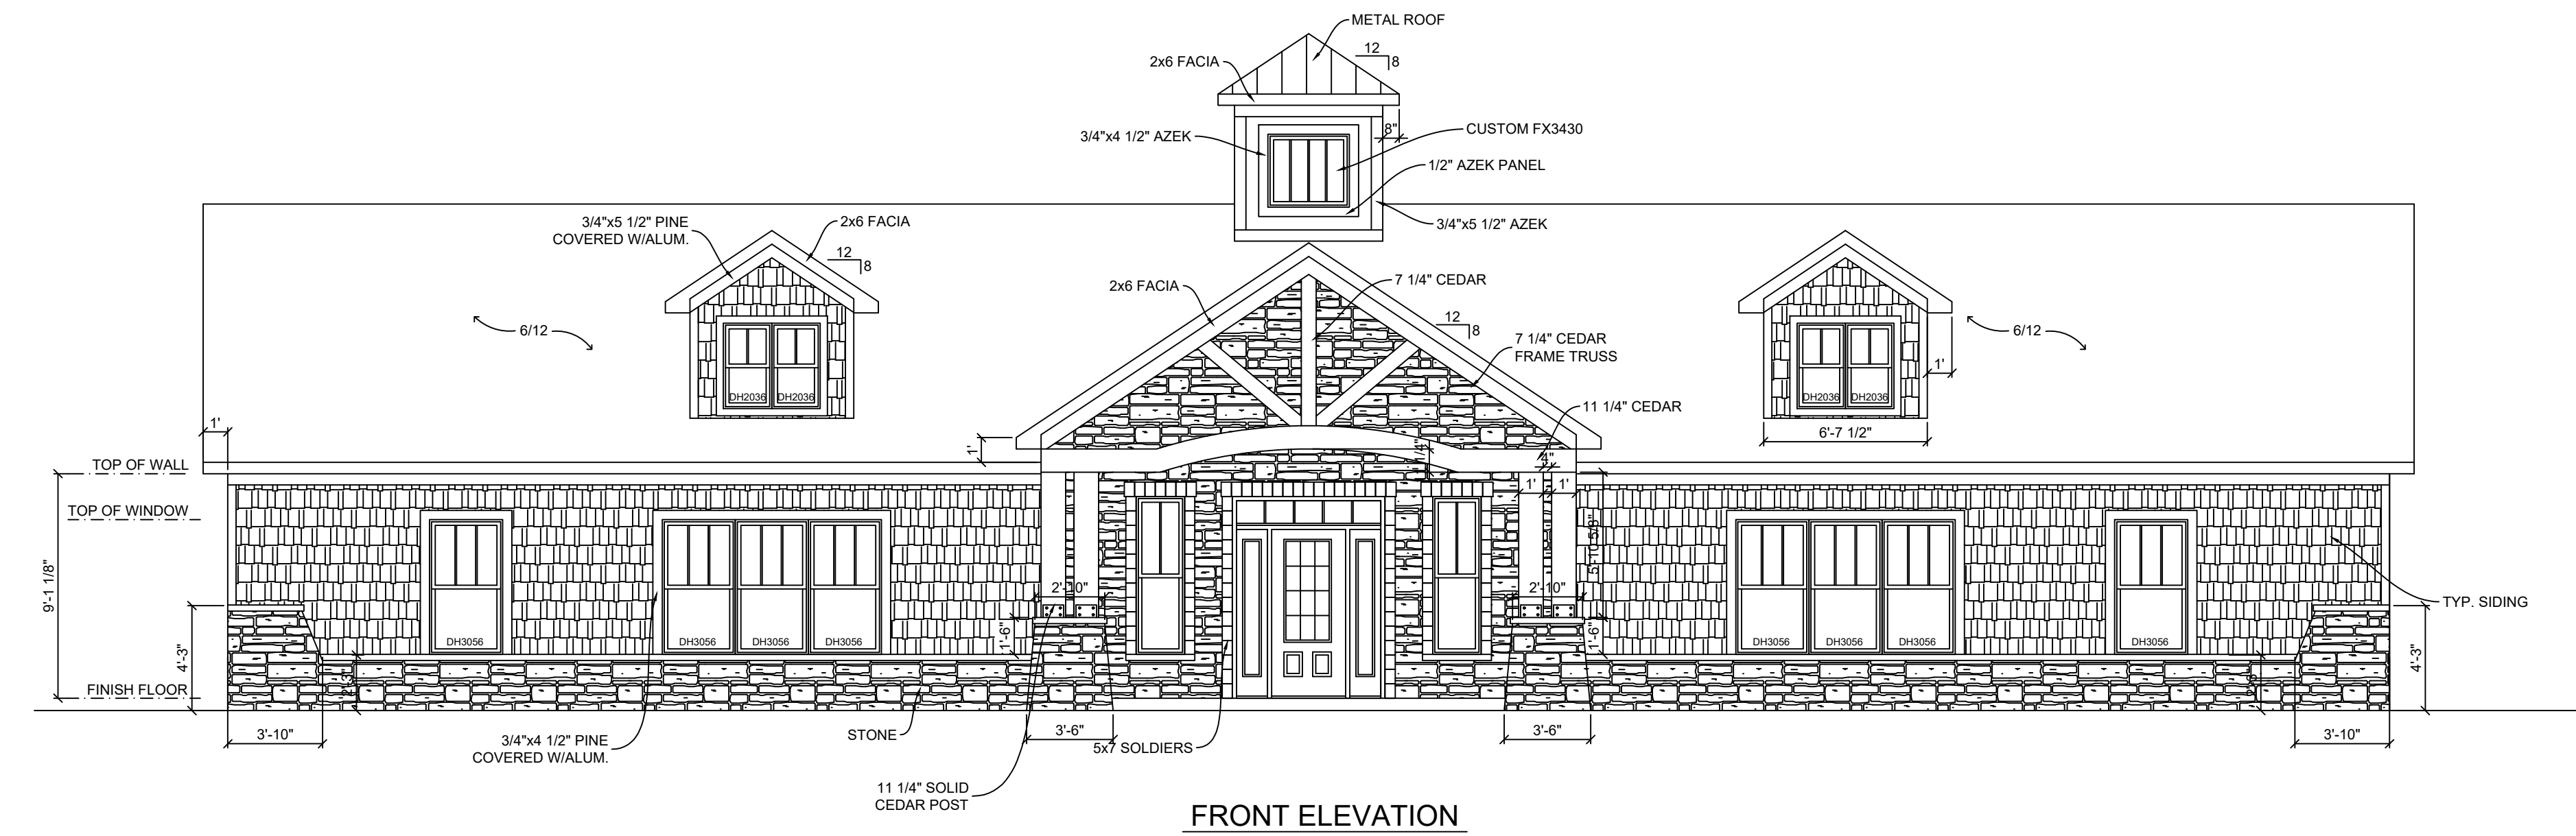 METAL ROOF
12
8
2x6 FACIA
3/4"x4 1/2" AZEK
8"
CUSTOM FX3430
1/2" AZEK PANEL
3/4"x5 1/2" AZEK
3/4"x5 1/2" PINE
COVERED W/ALUM.
2x6 FACIA
12
8
6/12
DH2036 DH2036
2x6 FACIA
7 1/4" CEDAR
12
8
7 1/4" CEDAR
FRAME TRUSS
11 1/4" CEDAR
6/12
1'
DH2036 DH2036
6'-7 1/2"
1'
1'
TOP OF WALL
TOP OF WINDOW
9'-1 1/8"
4'-3"
FINISH FLOOR
4"
1' 1'
5'-10 5/8"
2'-10"
2'-10"
1'-6"
1'-6"
DH3056
DH3056 DH3056 DH3056
DH3056 DH3056 DH3056
DH3056
TYP. SIDING
2'-3"
4'-3"
3'-10"
3/4"x4 1/2" PINE
COVERED W/ALUM.
STONE
3'-6"
5x7 SOLDIERS
3'-6"
3'-10"
11 1/4" SOLID
CEDAR POST
FRONT ELEVATION